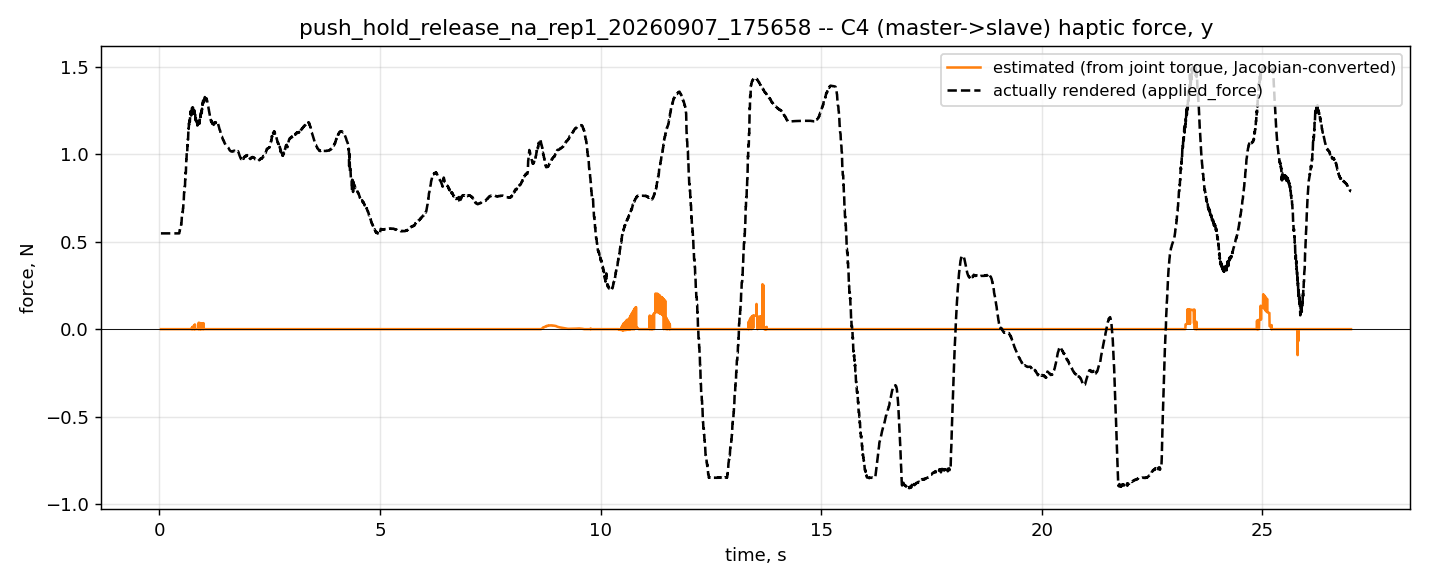 push_hold_release_na_rep1_20260907_175658 -- C4 (master->slave) haptic force, y
estimated (from joint torque, Jacobian-converted)
actually rendered (applied_force)
force, N
1.5
1.0
0.5
0.0
−0.5
−1.0
0 5 10 15 20 25
time, s